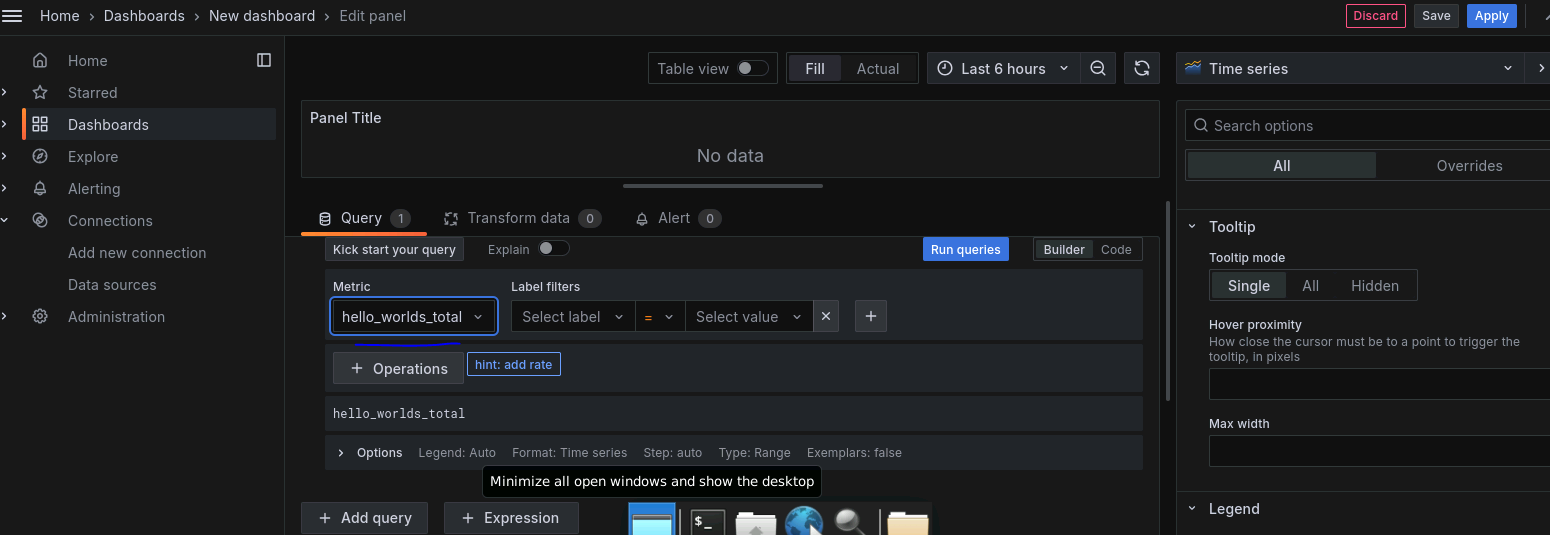 Home › Dashboards › New dashboard › Edit panel
Discard Save Apply
Home
Starred
Dashboards
Explore
Alerting
Connections
Add new connection
Data sources
Administration
Table view Fill Actual Last 6 hours
Panel Title
No data
Query 1 Transform data 0 Alert 0
Kick start your query Explain Run queries Builder Code
Metric Label filters
hello_worlds_total Select label = Select value × +
+ Operations hint: add rate
hello_worlds_total
› Options Legend: Auto Format: Time series Step: auto Type: Range Exemplars: false
Minimize all open windows and show the desktop
+ Add query + Expression
$_
Time series
Search options
All Overrides
Tooltip
Tooltip mode
Single All Hidden
Hover proximity
How close the cursor must be to a point to trigger the
tooltip, in pixels
Max width
Legend